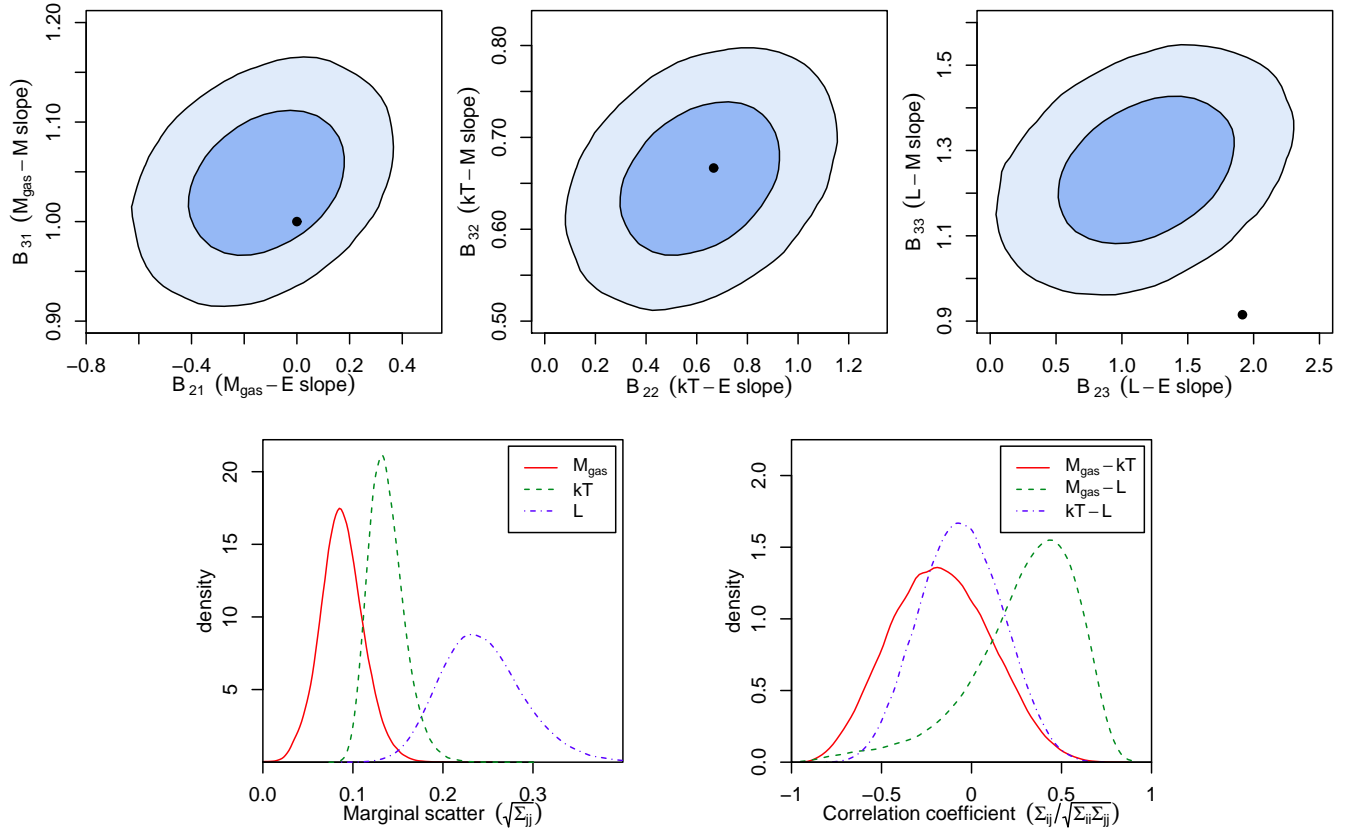 1.20
1.10
1.00
0.90
B31 (Mgas − M slope)
−0.8 −0.4 0.0 0.2 0.4
B21 (Mgas − E slope)
0.80
0.70
0.60
0.50
B32 (kT − M slope)
0.0 0.2 0.4 0.6 0.8 1.0 1.2
B22 (kT − E slope)
1.5
1.3
1.1
0.9
B33 (L − M slope)
0.0 0.5 1.0 1.5 2.0 2.5
B23 (L − E slope)
20
15
10
5
density
Mgas
kT
L
0.0 0.1 0.2 0.3
Marginal scatter (√Σjj)
2.0
1.5
1.0
0.5
0.0
density
Mgas − kT
Mgas − L
kT − L
−1 −0.5 0 0.5 1
Correlation coefficient (Σij/√ΣiiΣjj)